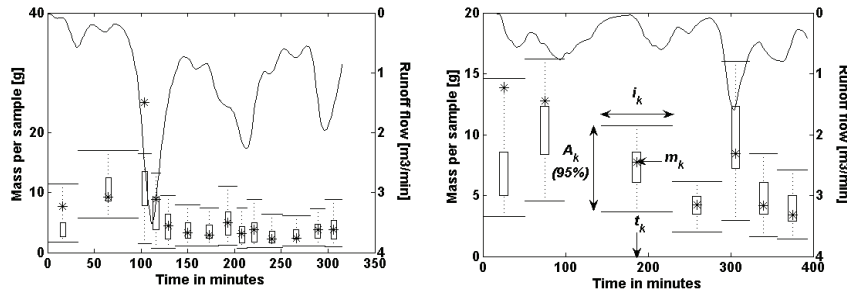 40
30
20
10
0
Mass per sample [g]
0 50 100 150 200 250 300 350
Time in minutes
0
1
2
3
4
Runoff flow [m3/min]
20
15
10
5
0
Mass per sample [g]
0 100 200 300 400
Time in minutes
0
1
2
3
4
Runoff flow [m3/min]
i_k
A_k
(95%)
m_k
t_k